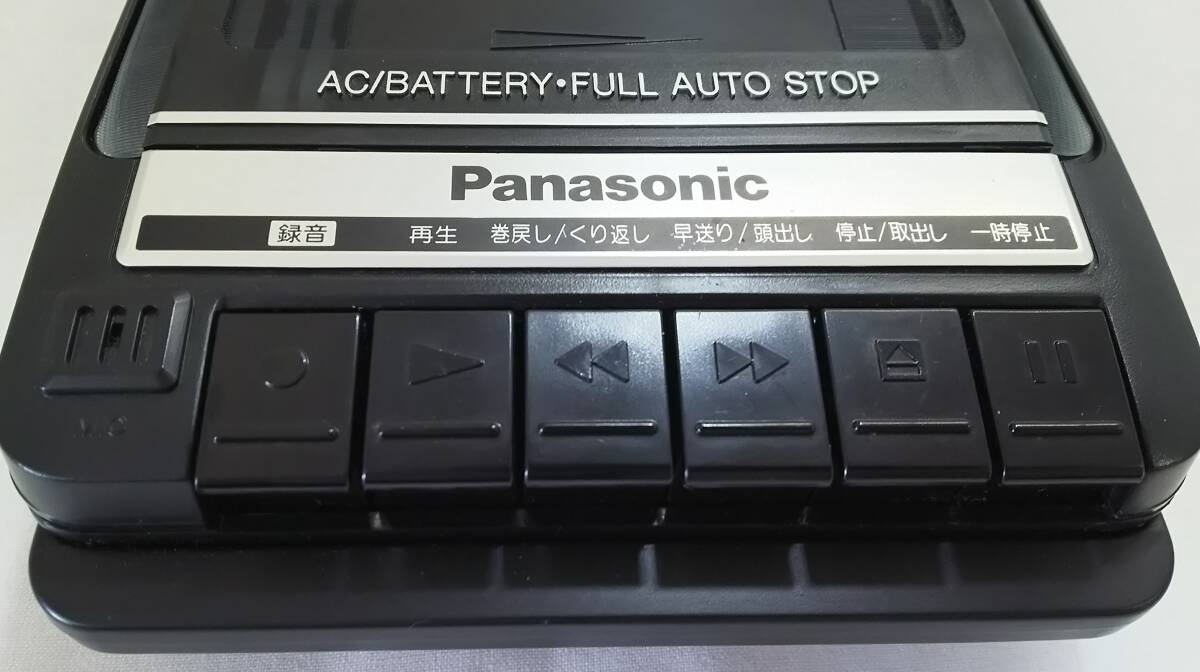 AC/BATTERY・FULL AUTO STOP
Panasonic
録音 再生 巻戻し/くり返し 早送り/頭出し 停止/取出し 一時停止
MIC